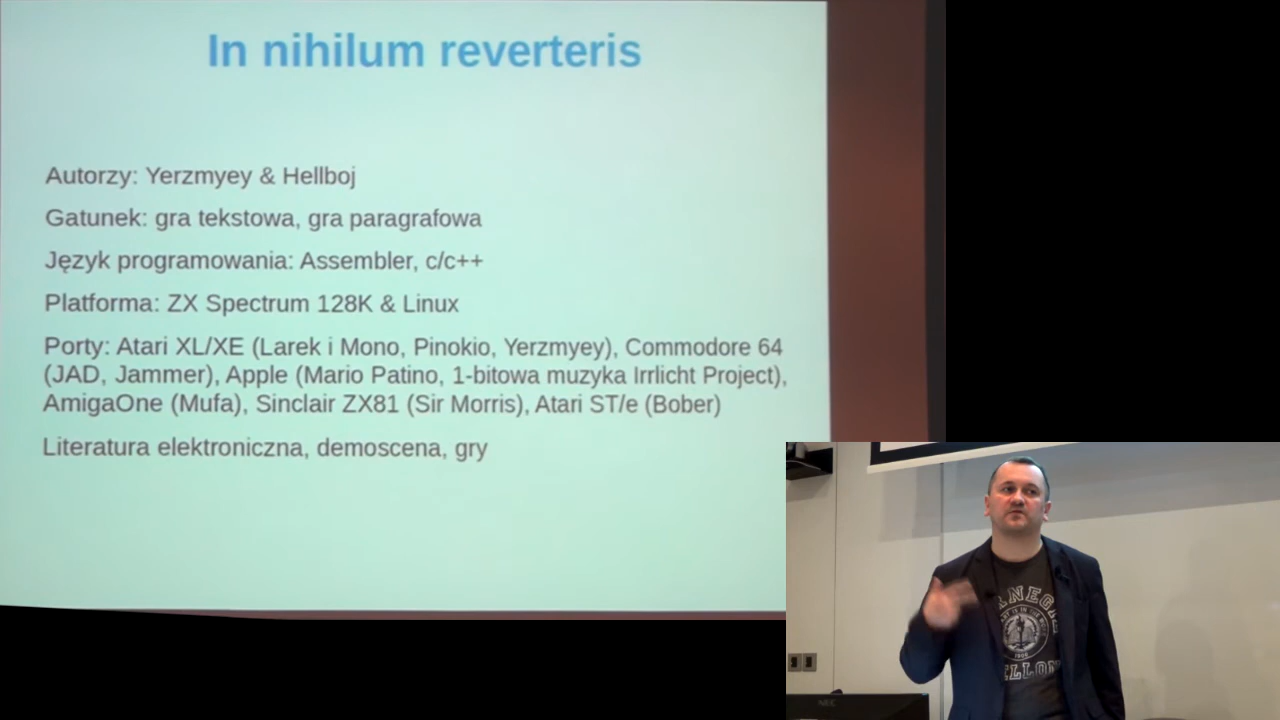 In nihilum reverteris
Autorzy: Yerzmyey & Hellboj
Gatunek: gra tekstowa, gra paragrafowa
Język programowania: Assembler, c/c++
Platforma: ZX Spectrum 128K & Linux
Porty: Atari XL/XE (Larek i Mono, Pinokio, Yerzmyey), Commodore 64
(JAD, Jammer), Apple (Mario Patino, 1-bitowa muzyka Irrlicht Project),
AmigaOne (Mufa), Sinclair ZX81 (Sir Morris), Atari ST/e (Bober)
Literatura elektroniczna, demoscena, gry
1900
NEC